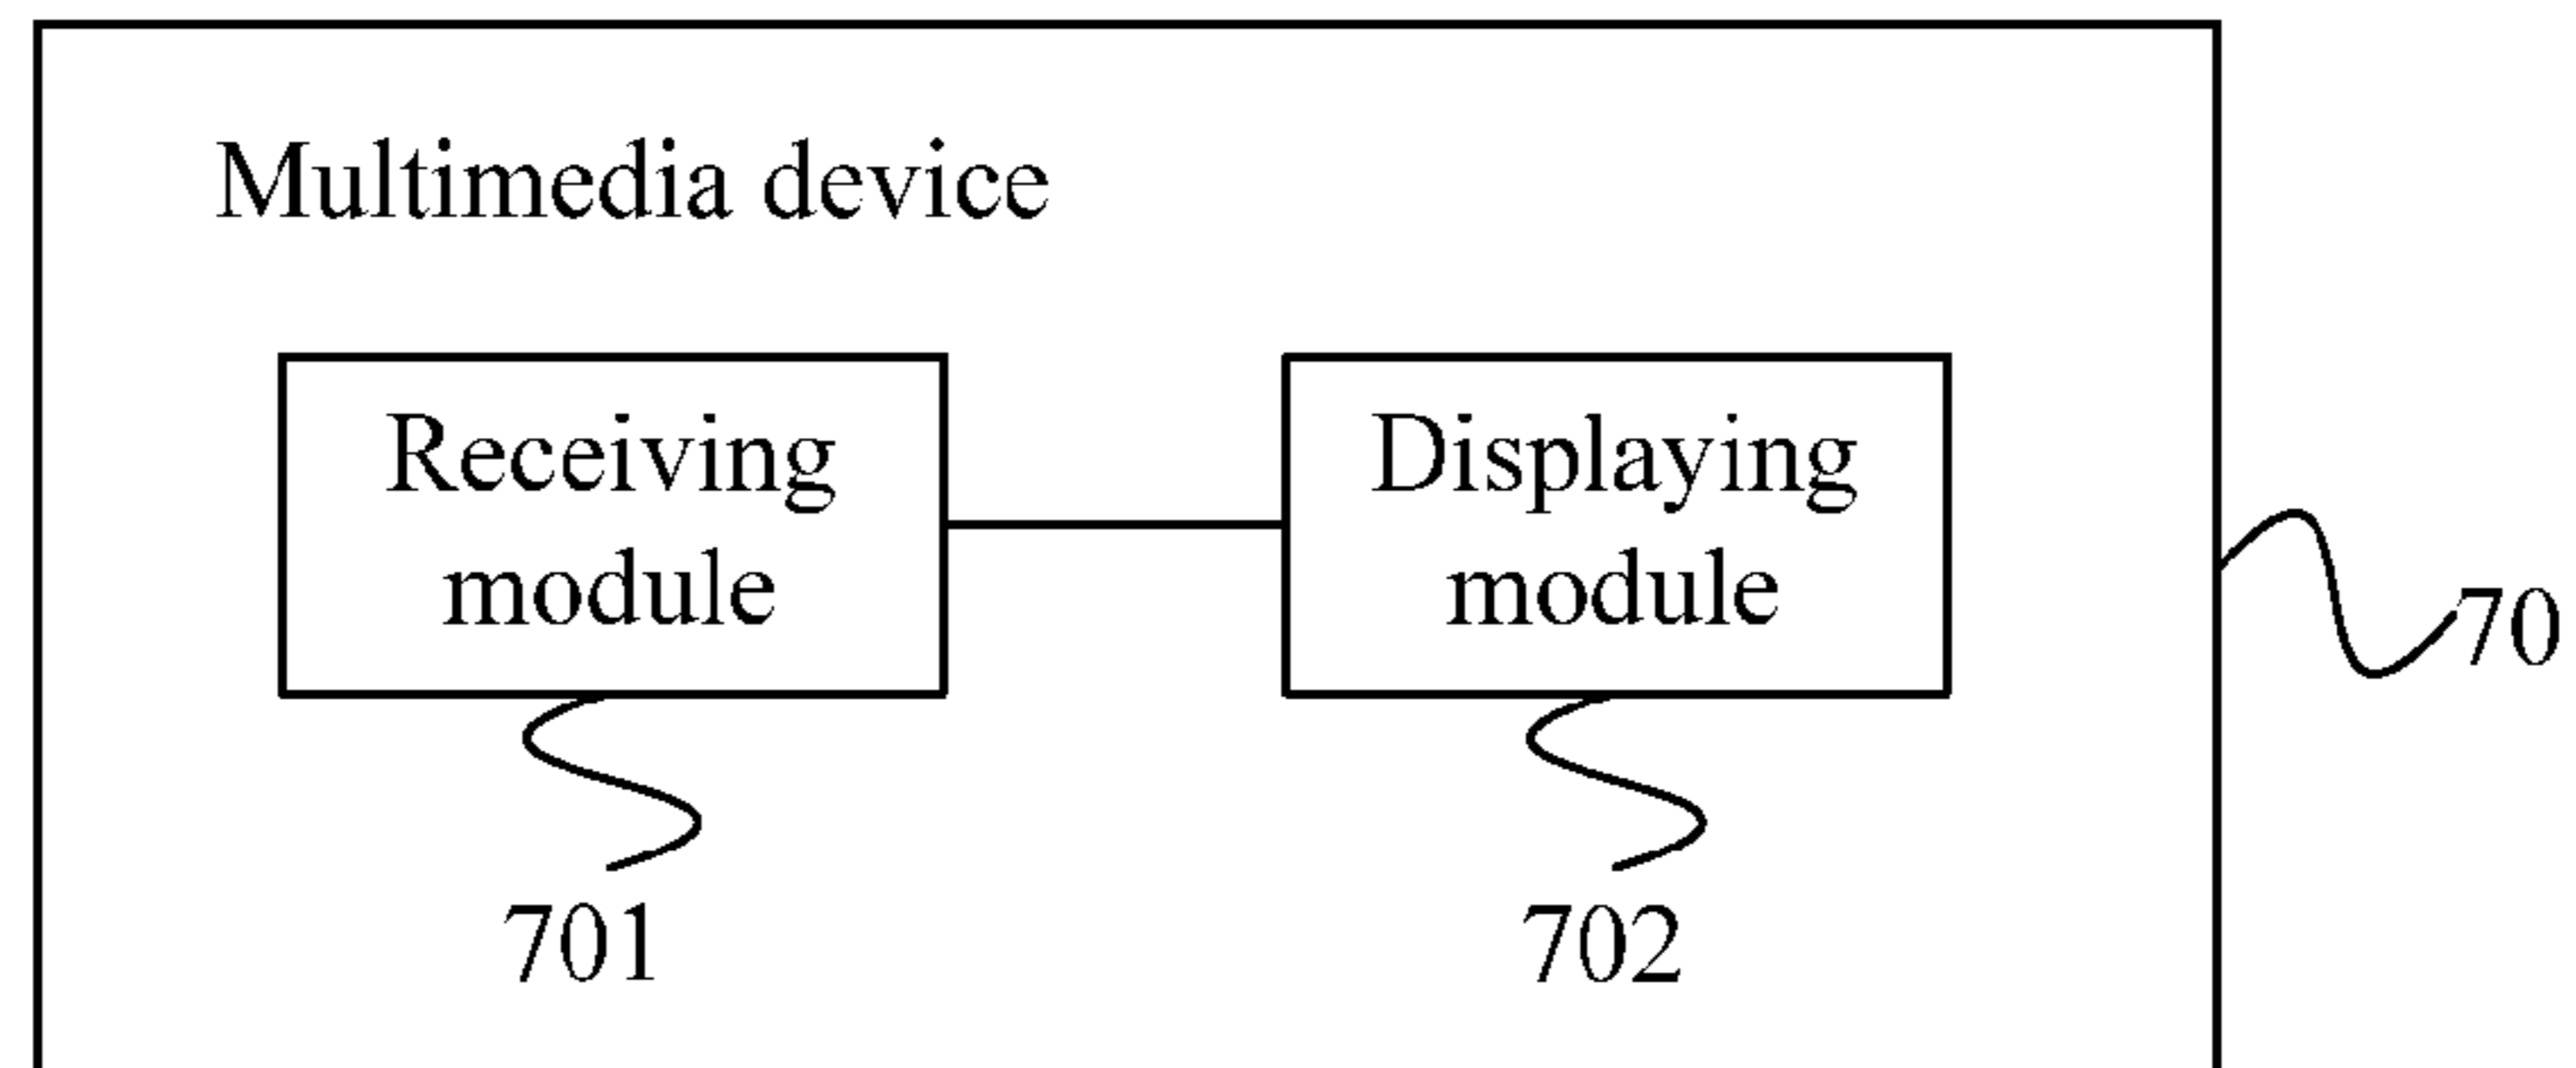 Multimedia device
Receiving
module
Displaying
module
70
701
702